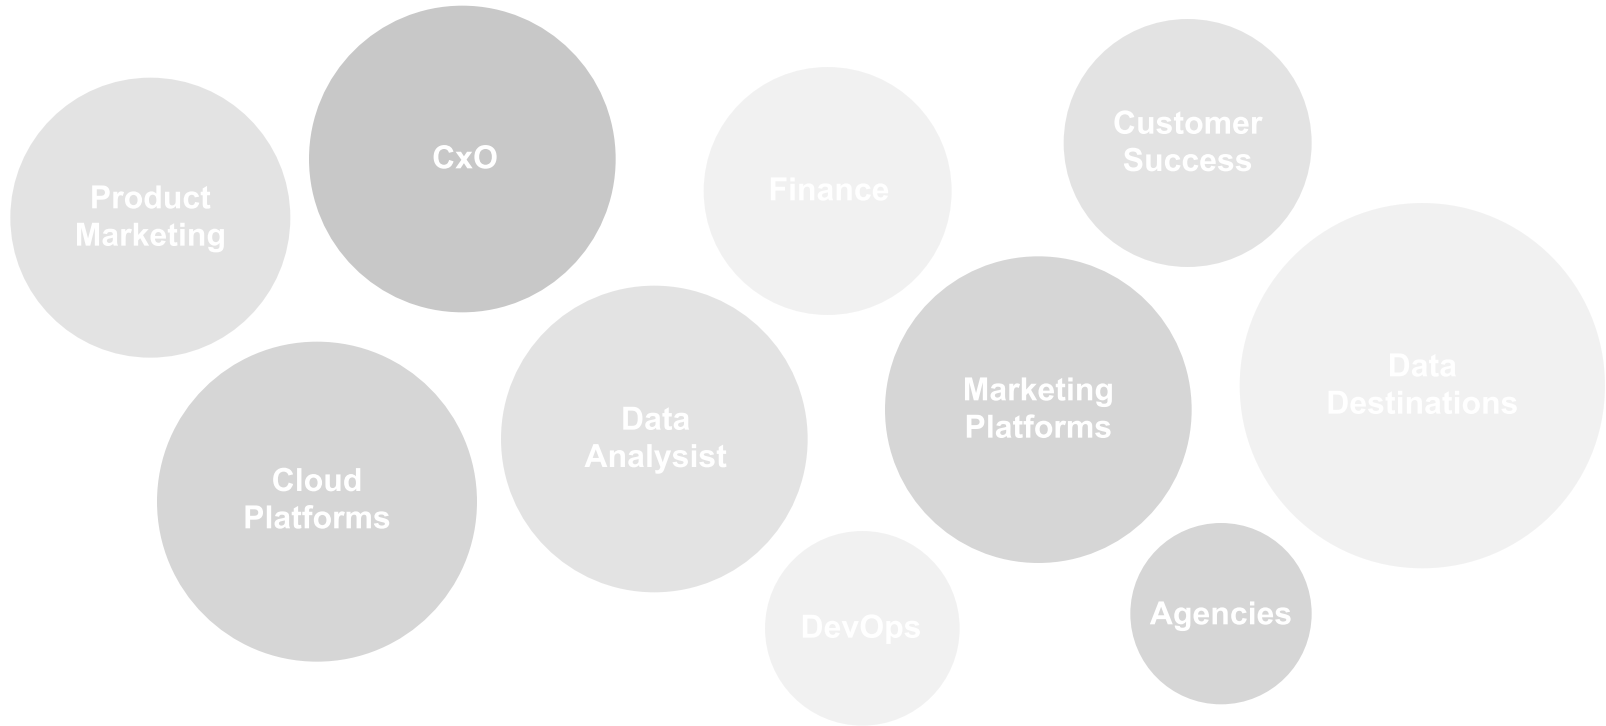 Product
Marketing
CxO
Finance
Customer
Success
Cloud
Platforms
Data
Analysist
Marketing
Platforms
Data
Destinations
DevOps
Agencies